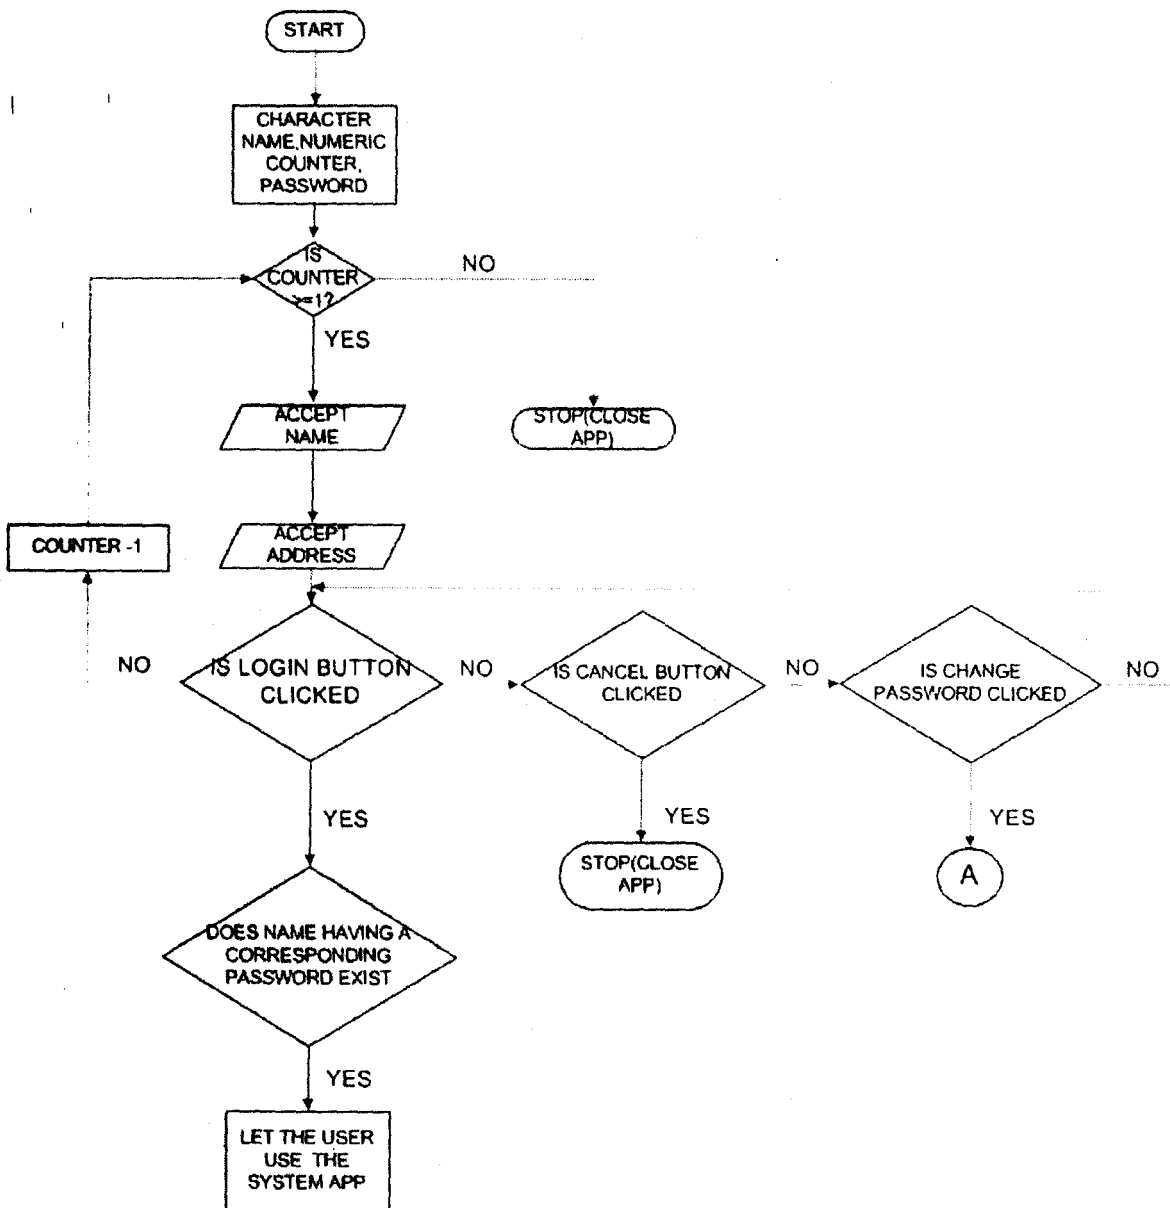 START
CHARACTER
NAME,NUMERIC
COUNTER,
PASSWORD
IS
COUNTER
>=1?
NO
YES
ACCEPT
NAME
STOP(CLOSE
APP)
COUNTER -1
ACCEPT
ADDRESS
NO
IS LOGIN BUTTON
CLICKED
NO
IS CANCEL BUTTON
CLICKED
NO
IS CHANGE
PASSWORD CLICKED
NO
YES
YES
YES
STOP(CLOSE
APP)
A
DOES NAME HAVING A
CORRESPONDING
PASSWORD EXIST
YES
LET THE USER
USE THE
SYSTEM APP